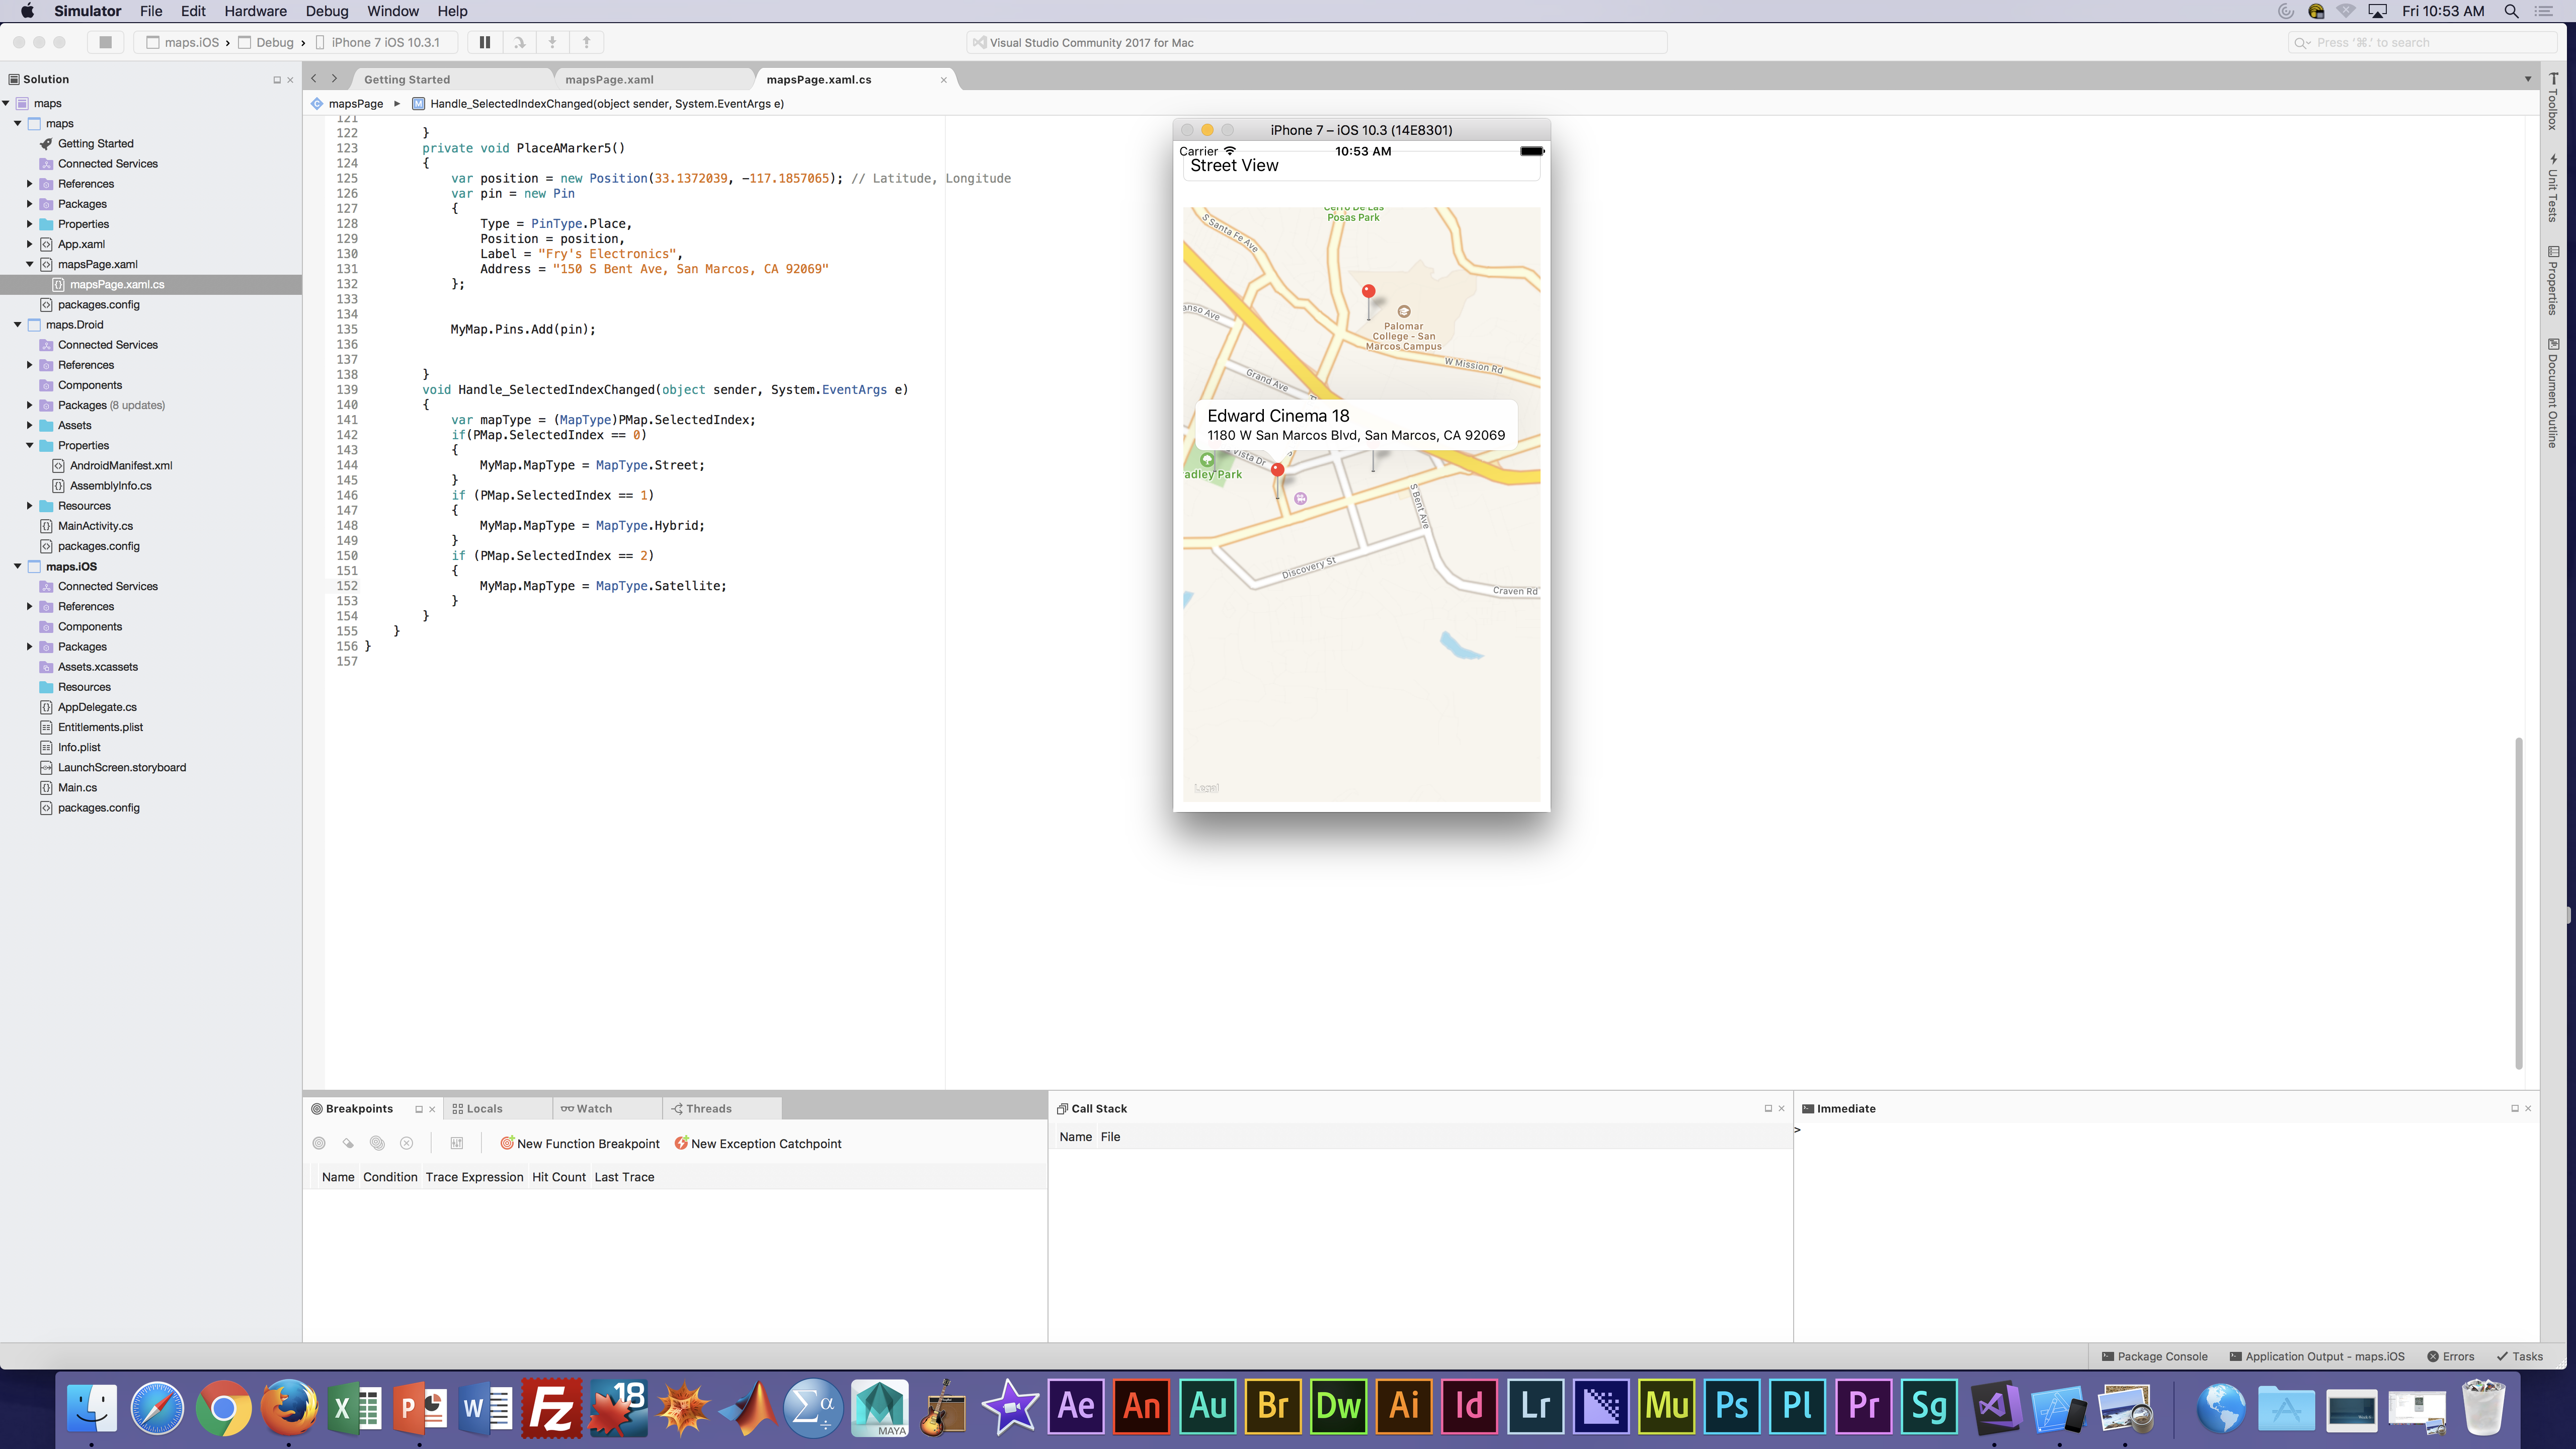 Simulator File Edit Hardware Debug Window Help
Fri 10:53 AM
maps.iOS › Debug › iPhone 7 iOS 10.3.1
Visual Studio Community 2017 for Mac
Press '⌘.' to search
Solution
maps
maps
Getting Started
Connected Services
References
Packages
Properties
App.xaml
mapsPage.xaml
mapsPage.xaml.cs
packages.config
maps.Droid
Connected Services
References
Components
Packages (8 updates)
Assets
Properties
AndroidManifest.xml
AssemblyInfo.cs
Resources
MainActivity.cs
packages.config
maps.iOS
Connected Services
References
Components
Packages
Assets.xcassets
Resources
AppDelegate.cs
Entitlements.plist
Info.plist
LaunchScreen.storyboard
Main.cs
packages.config
Getting Started
mapsPage.xaml
mapsPage.xaml.cs
mapsPage
Handle_SelectedIndexChanged(object sender, System.EventArgs e)
121
122 }
123 private void PlaceAMarker5()
124 {
125 var position = new Position(33.1372039, -117.1857065); // Latitude, Longitude
126 var pin = new Pin
127 {
128 Type = PinType.Place,
129 Position = position,
130 Label = "Fry's Electronics",
131 Address = "150 S Bent Ave, San Marcos, CA 92069"
132 };
133
134
135 MyMap.Pins.Add(pin);
136
137
138 }
139 void Handle_SelectedIndexChanged(object sender, System.EventArgs e)
140 {
141 var mapType = (MapType)PMap.SelectedIndex;
142 if(PMap.SelectedIndex == 0)
143 {
144 MyMap.MapType = MapType.Street;
145 }
146 if (PMap.SelectedIndex == 1)
147 {
148 MyMap.MapType = MapType.Hybrid;
149 }
150 if (PMap.SelectedIndex == 2)
151 {
152 MyMap.MapType = MapType.Satellite;
153 }
154 }
155 }
156 }
157
iPhone 7 – iOS 10.3 (14E8301)
Carrier
10:53 AM
Street View
Cerro De Las
Posas Park
S Santa Fe Ave
anso Ave
Palomar
College - San
Marcos Campus
W Mission Rd
Grand Ave
Edward Cinema 18
1180 W San Marcos Blvd, San Marcos, CA 92069
Vista Dr
adley Park
S Bent Ave
Discovery St
Craven Rd
Legal
Toolbox
Unit Tests
Properties
Document Outline
Breakpoints
Locals
Watch
Threads
New Function Breakpoint
New Exception Catchpoint
Name Condition Trace Expression Hit Count Last Trace
Call Stack
Name File
Immediate
>
Package Console
Application Output - maps.iOS
Errors
Tasks
X
P
W
Fz
18
Σα
MAYA
Ae
An
Au
Br
Dw
Ai
Id
Lr
Mu
Ps
Pl
Pr
Sg